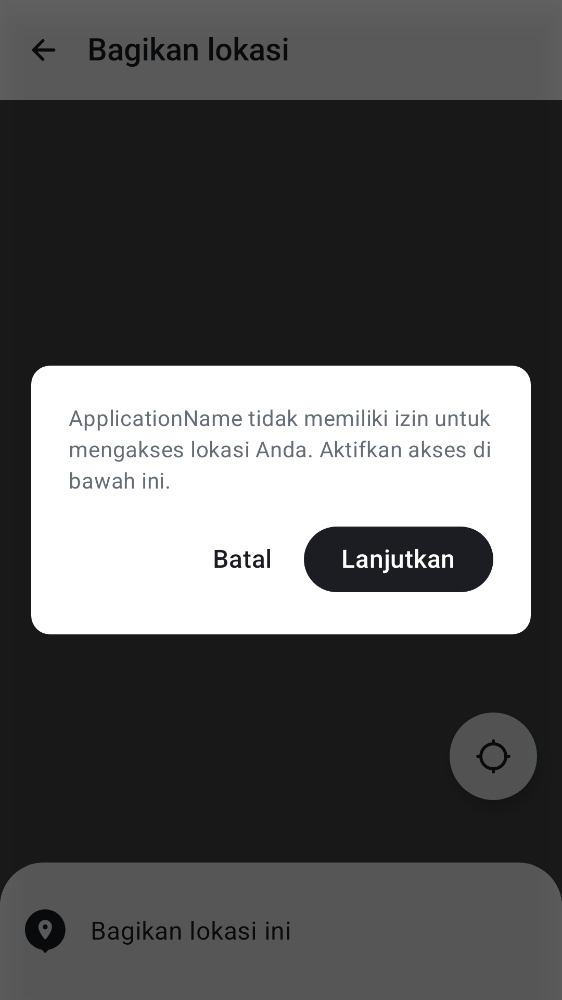 Bagikan lokasi
ApplicationName tidak memiliki izin untuk
mengakses lokasi Anda. Aktifkan akses di
bawah ini.
Batal
Lanjutkan
Bagikan lokasi ini